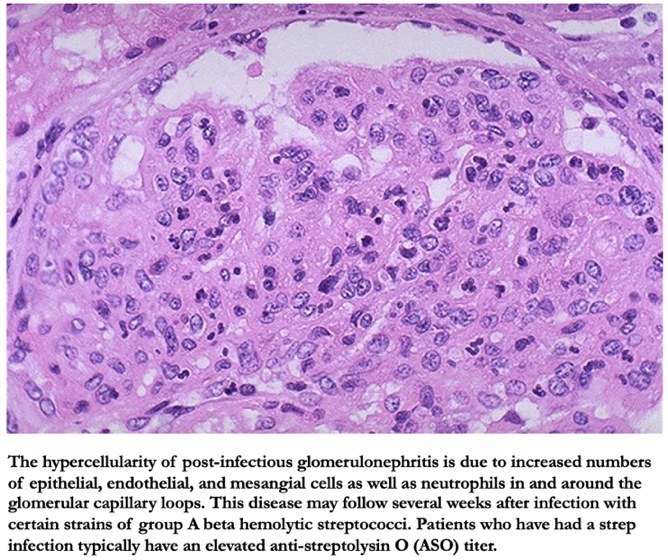 The hypercellularity of post-infectious glomerulonephritis is due to increased numbers
of epithelial, endothelial, and mesangial cells as well as neutrophils in and around the
glomerular capillary loops. This disease may follow several weeks after infection with
certain strains of group A beta hemolytic streptococci. Patients who have had a strep
infection typically have an elevated anti-streptolysin O (ASO) titer.